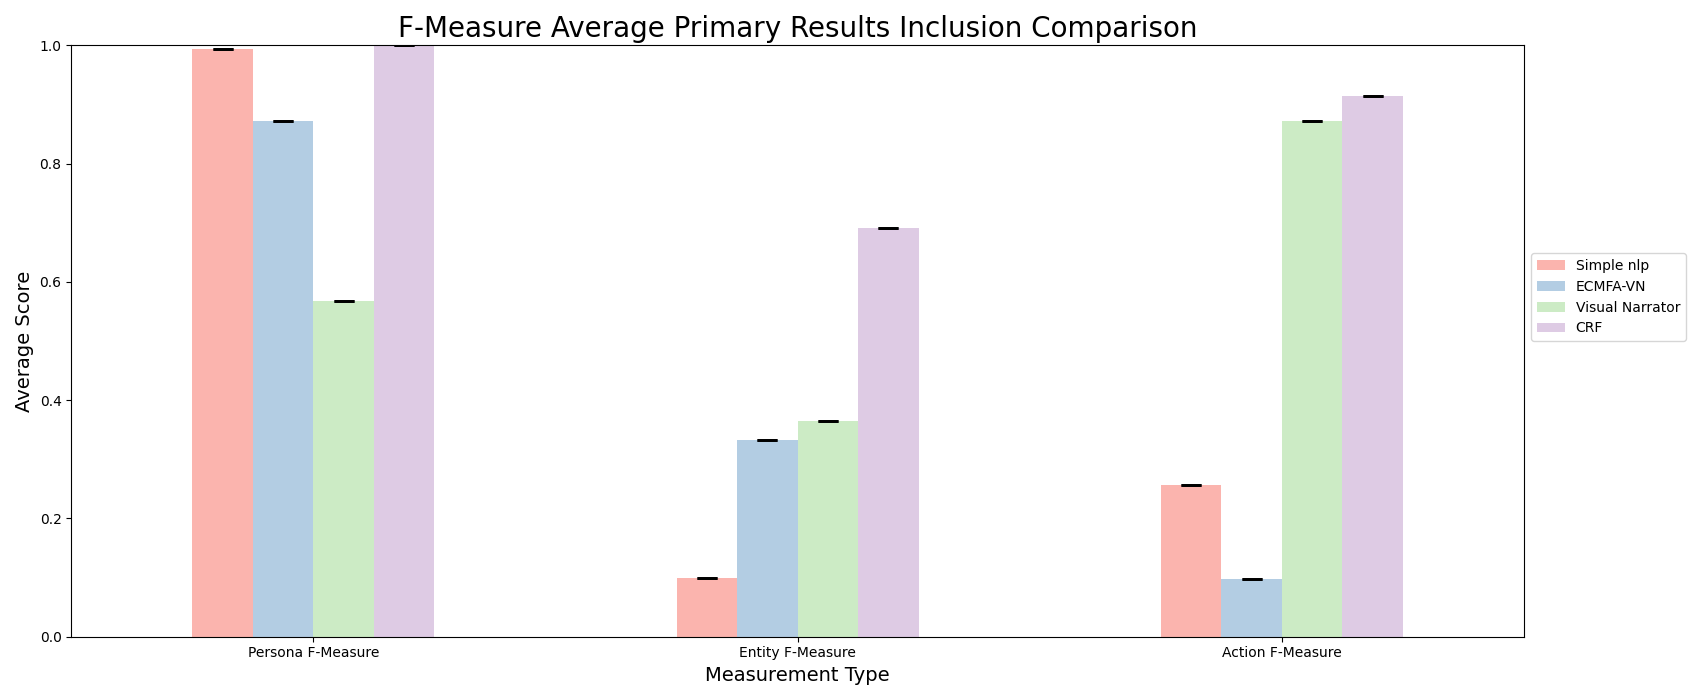 F-Measure Average Primary Results Inclusion Comparison
Average Score
1.0
0.8
0.6
0.4
0.2
0.0
Persona F-Measure
Entity F-Measure
Action F-Measure
Measurement Type
Simple nlp
ECMFA-VN
Visual Narrator
CRF